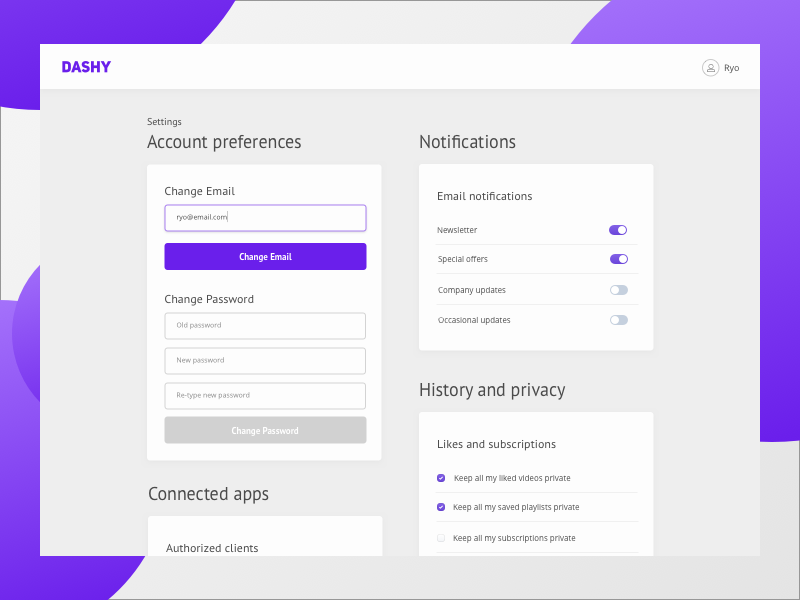 DASHY
Ryo
Settings
Account preferences
Change Email
ryo@email.com
Change Email
Change Password
Old password
New password
Re-type new password
Change Password
Connected apps
Authorized clients
Notifications
Email notifications
Newsletter
Special offers
Company updates
Occasional updates
History and privacy
Likes and subscriptions
Keep all my liked videos private
Keep all my saved playlists private
Keep all my subscriptions private